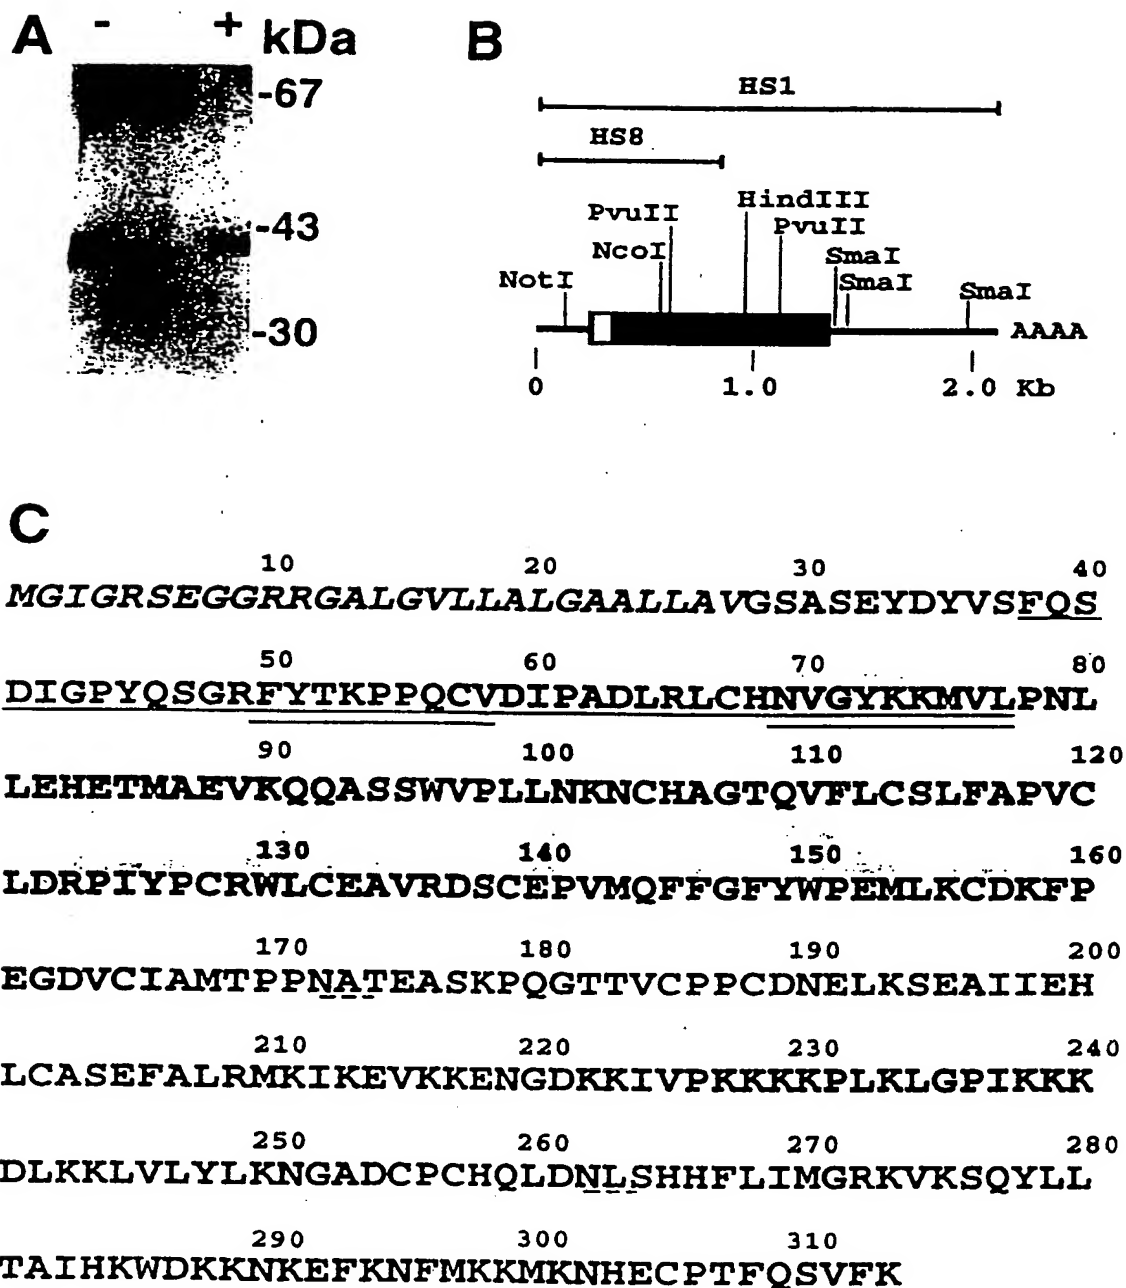 A - + kDa
-67
-43
-30
B
HS1
HS8
HindIII
PvuII
PvuII
NcoI
SmaI
SmaI
NotI
SmaI
AAAA
0 1.0 2.0 Kb
C
10 20 30 40
MGIGRSEGGRRGALGVLLALGAALLAVGSASEYDYVSFQS
50 60 70 80
DIGPYQSGRFYTKPPQCVDIPADLRLCHNVGYKKMVLPNL
90 100 110 120
LEHETMAEVKQQASSWVPLLNKNCHAGTQVFLCSLFAPVC
130 140 150 160
LDRPIYPCRWLCEAVRDSCEPVMQFFGFYWPEMLKCDKFP
170 180 190 200
EGDVCIAMTPPNATEASKPQGTTVCPPCDNELKSEAIIEH
210 220 230 240
LCASEFALRMKIKEVKKENGDKKIVPKKKKPLKLGPIKKK
250 260 270 280
DLKKLVLYLKNGADCPCHQLDNLSHHFLIMGRKVKSQYLL
290 300 310
TAIHKWDKKNKEFKNFMKKMKNHECPTFQSVFK